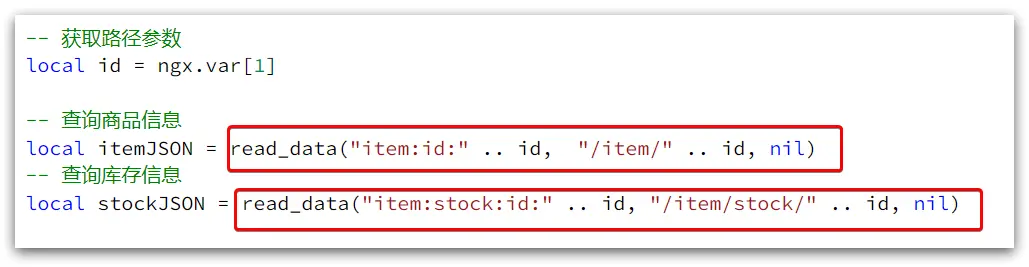 -- 获取路径参数
local id = ngx.var[1]
-- 查询商品信息
local itemJSON = read_data("item:id:" .. id,  "/item/" .. id, nil)
-- 查询库存信息
local stockJSON = read_data("item:stock:id:" .. id, "/item/stock/" .. id, nil)